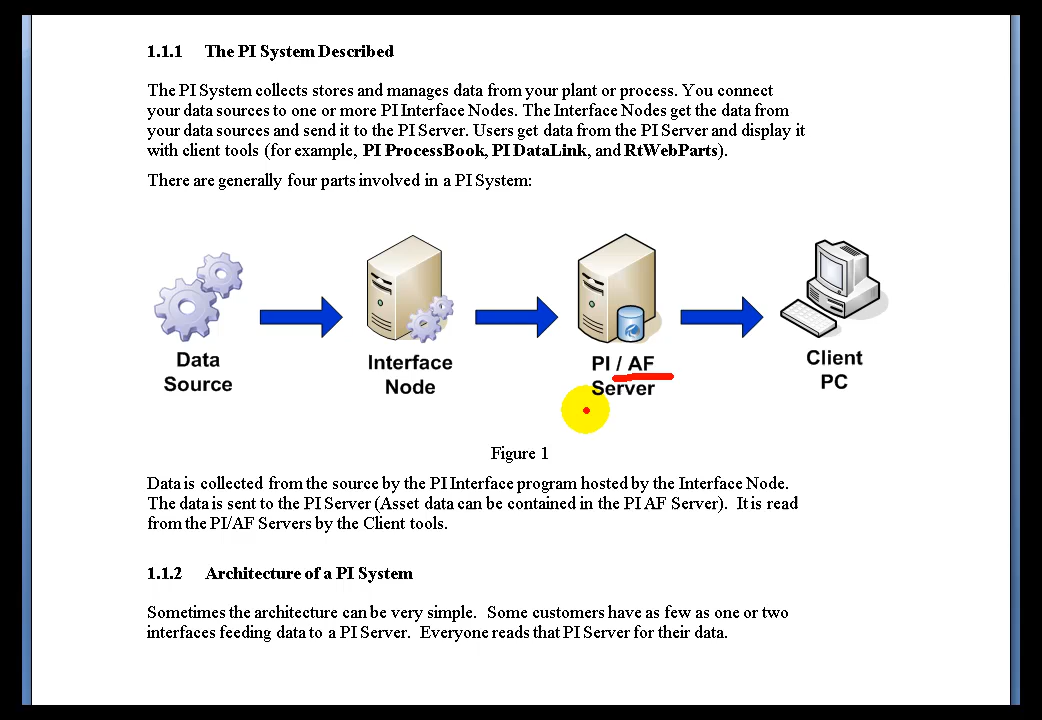 1.1.1 The PI System Described
The PI System collects stores and manages data from your plant or process. You connect
your data sources to one or more PI Interface Nodes. The Interface Nodes get the data from
your data sources and send it to the PI Server. Users get data from the PI Server and display it
with client tools (for example, PI ProcessBook, PI DataLink, and RtWebParts).
There are generally four parts involved in a PI System:
Data
Source
Interface
Node
PI / AF
Server
Client
PC
Figure 1
Data is collected from the source by the PI Interface program hosted by the Interface Node.
The data is sent to the PI Server (Asset data can be contained in the PI AF Server). It is read
from the PI/AF Servers by the Client tools.
1.1.2 Architecture of a PI System
Sometimes the architecture can be very simple. Some customers have as few as one or two
interfaces feeding data to a PI Server. Everyone reads that PI Server for their data.